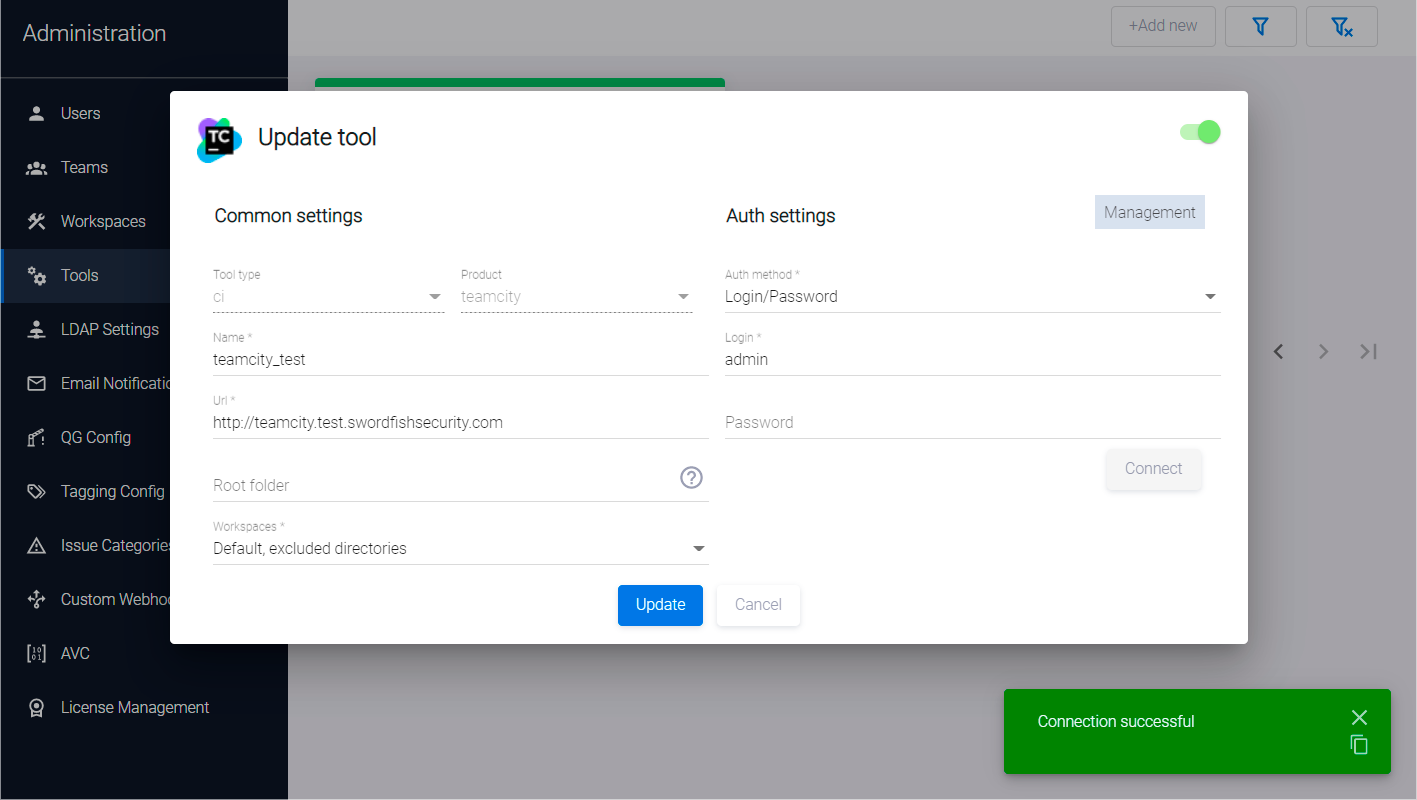 Administration
+Add new
Users
Teams
Workspaces
Tools
LDAP Settings
Email Notificatio
QG Config
Tagging Config
Issue Categories
Custom Webhoo
AVC
License Management
TC
Update tool
Common settings
Auth settings
Management
Tool type
Product
ci
teamcity
Name *
teamcity_test
Url *
http://teamcity.test.swordfishsecurity.com
Root folder
Workspaces *
Default, excluded directories
Auth method *
Login/Password
Login *
admin
Password
Connect
Update
Cancel
Connection successful